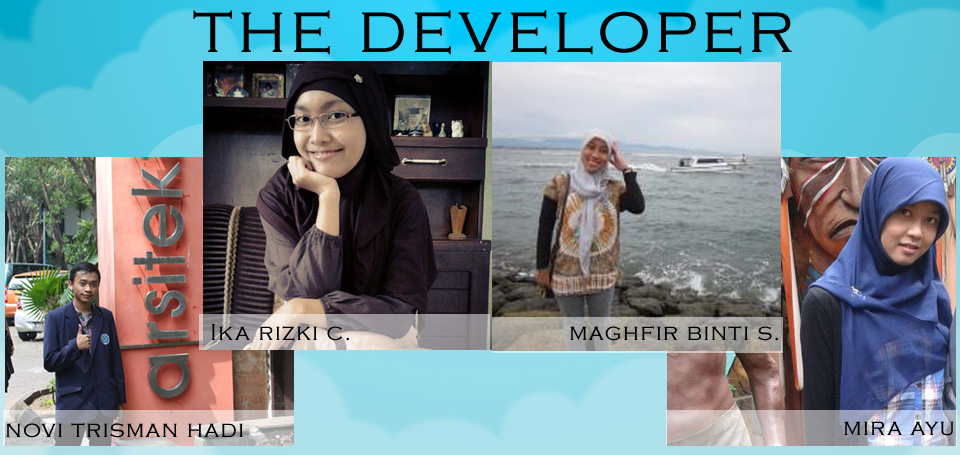 THE DEVELOPER
arsitek
IKA RIZKI C.
MAGHFIR BINTI S.
NOVI TRISMAN HADI
MIRA AYU